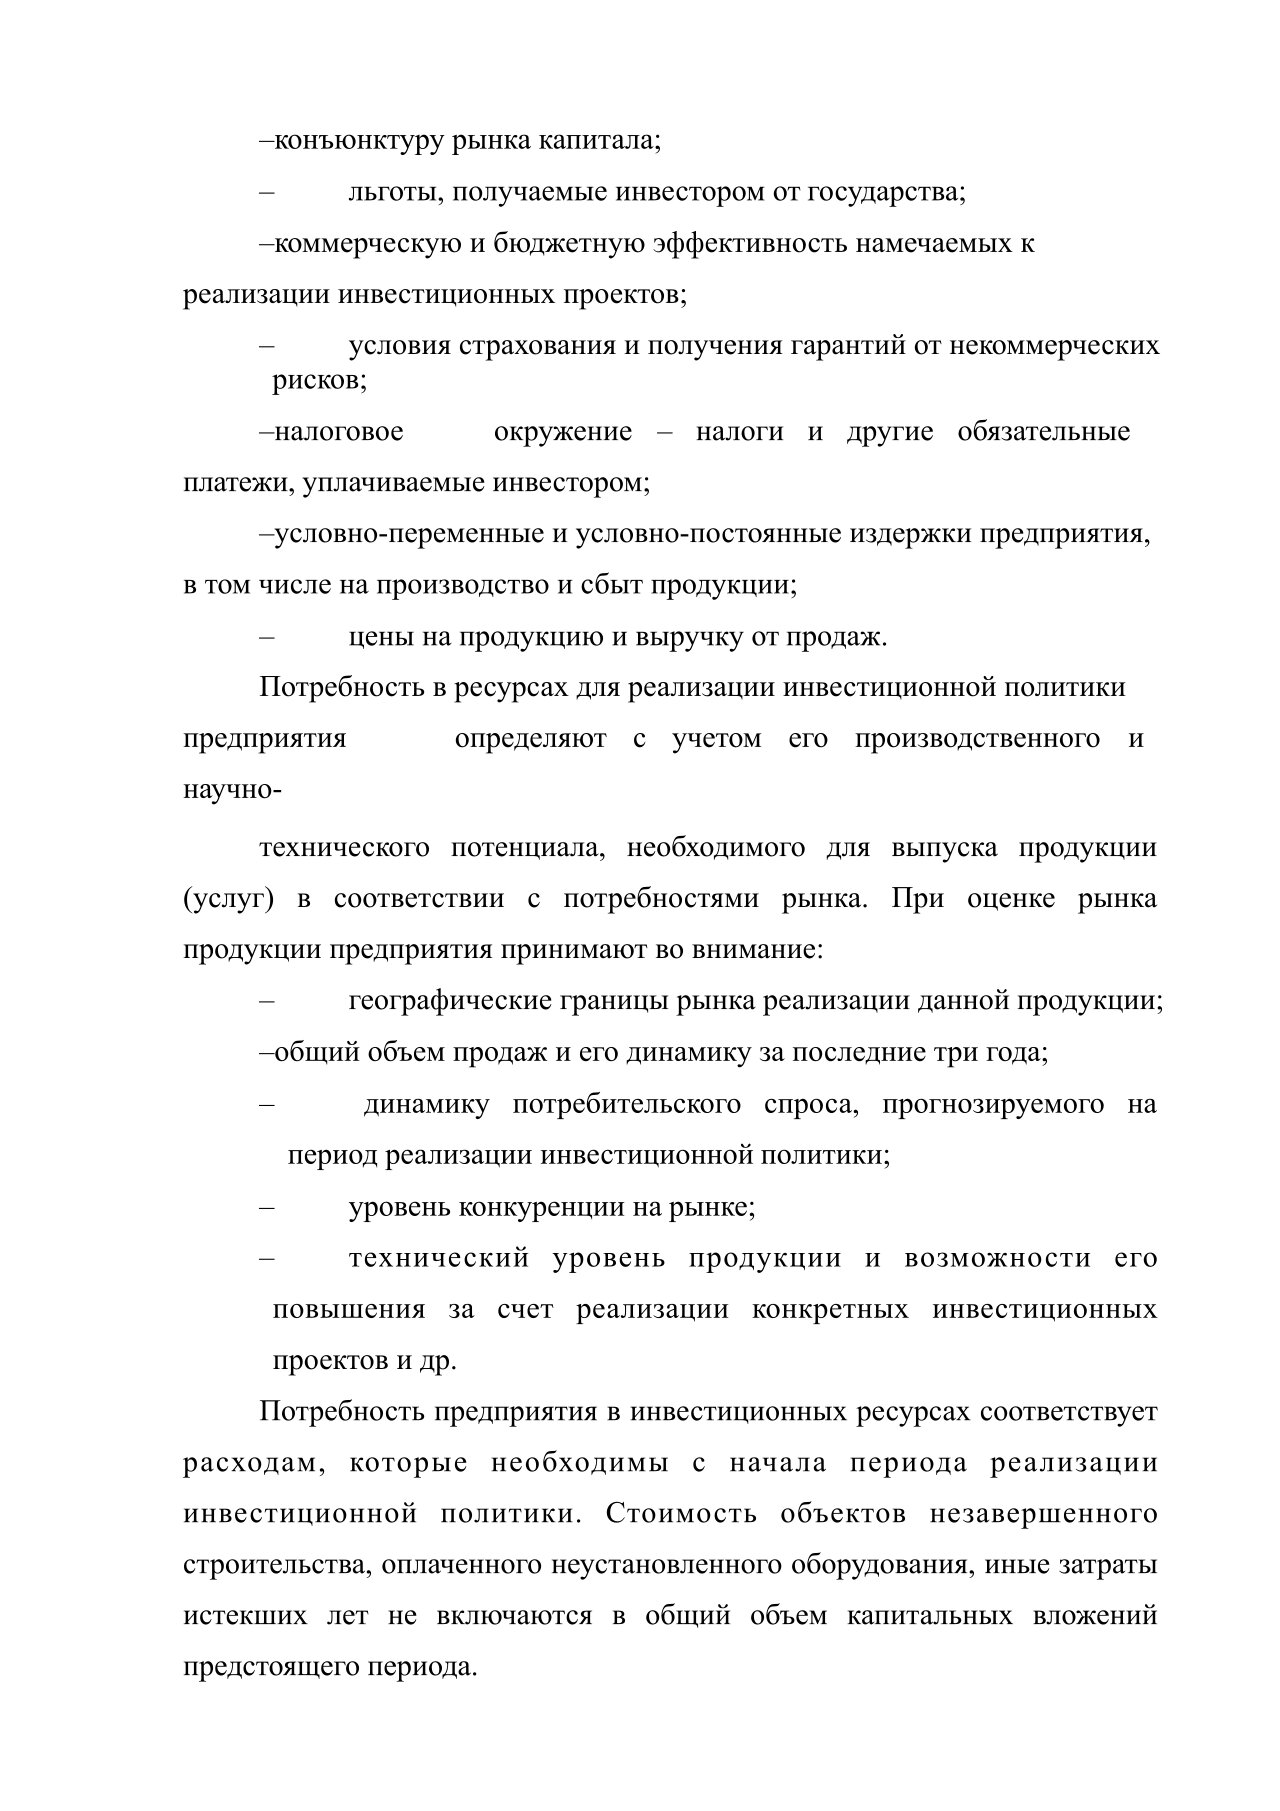 –конъюнктуру рынка капитала;
– льготы, получаемые инвестором от государства;
–коммерческую и бюджетную эффективность намечаемых к
реализации инвестиционных проектов;
– условия страхования и получения гарантий от некоммерческих
рисков;
–налоговое окружение – налоги и другие обязательные
платежи, уплачиваемые инвестором;
–условно-переменные и условно-постоянные издержки предприятия,
в том числе на производство и сбыт продукции;
– цены на продукцию и выручку от продаж.
Потребность в ресурсах для реализации инвестиционной политики
предприятия определяют с учетом его производственного и
научно-
технического потенциала, необходимого для выпуска продукции
(услуг) в соответствии с потребностями рынка. При оценке рынка
продукции предприятия принимают во внимание:
– географические границы рынка реализации данной продукции;
–общий объем продаж и его динамику за последние три года;
– динамику потребительского спроса, прогнозируемого на
период реализации инвестиционной политики;
– уровень конкуренции на рынке;
– технический уровень продукции и возможности его
повышения за счет реализации конкретных инвестиционных
проектов и др.
Потребность предприятия в инвестиционных ресурсах соответствует
расходам, которые необходимы с начала периода реализации
инвестиционной политики. Стоимость объектов незавершенного
строительства, оплаченного неустановленного оборудования, иные затраты
истекших лет не включаются в общий объем капитальных вложений
предстоящего периода.